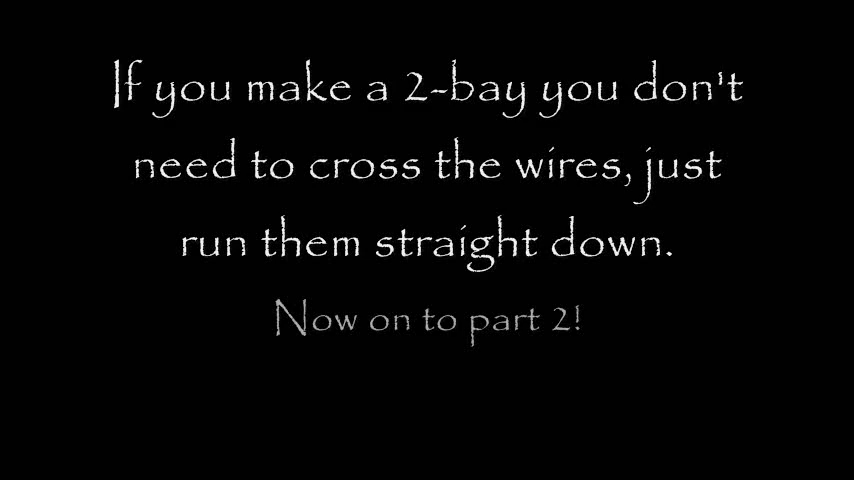 If you make a 2-bay you don't
need to cross the wires, just
run them straight down.
Now on to part 2!